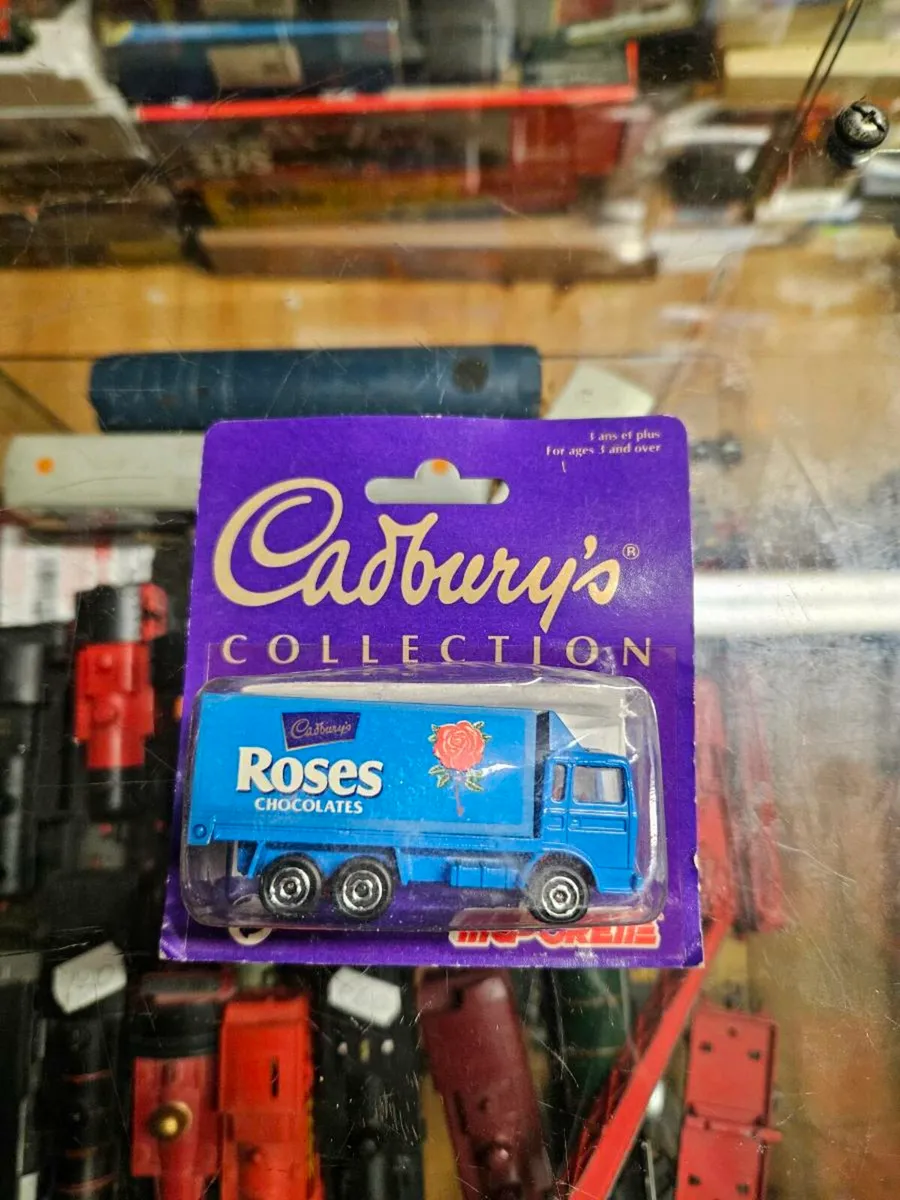 3 ans et plus
For ages 3 and over
Cadbury's®
COLLECTION
Cadbury's
Roses
CHOCOLATES